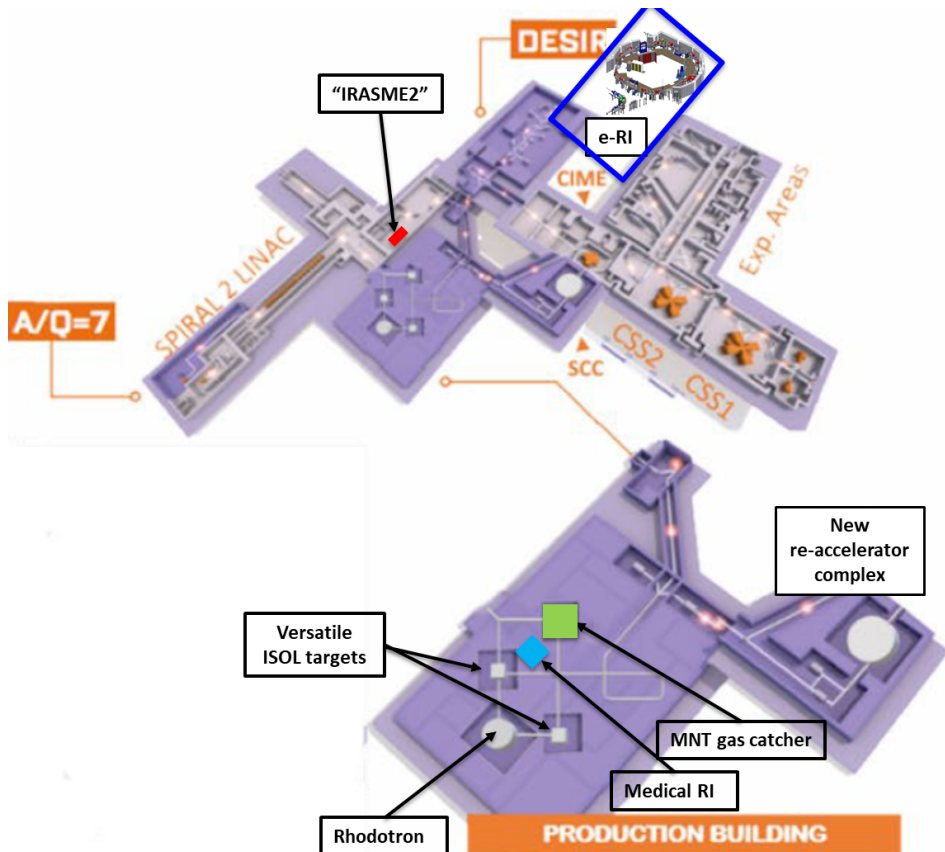 DESIR
"IRASME2"
e-RI
CIME
Exp. Areas
SPIRAL 2 LINAC
A/Q=7
SCC
CSS2
CSS1
New
re-accelerator
complex
Versatile
ISOL targets
MNT gas catcher
Medical RI
Rhodotron
PRODUCTION BUILDING